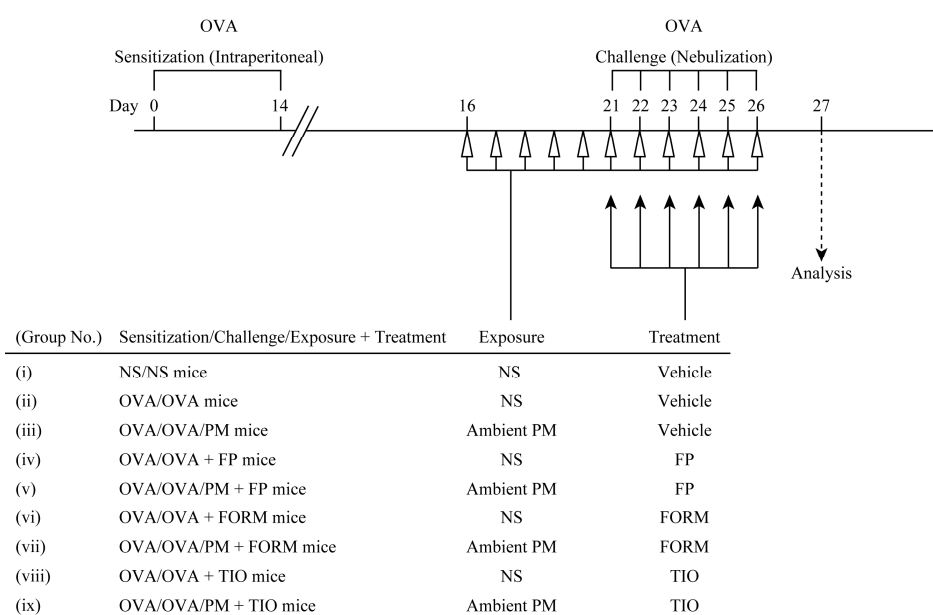 OVA
Sensitization (Intraperitoneal)
OVA
Challenge (Nebulization)
Day 0 14 16 21 22 23 24 25 26 27
Analysis
(Group No.) Sensitization/Challenge/Exposure + Treatment Exposure Treatment
(i) NS/NS mice NS Vehicle
(ii) OVA/OVA mice NS Vehicle
(iii) OVA/OVA/PM mice Ambient PM Vehicle
(iv) OVA/OVA + FP mice NS FP
(v) OVA/OVA/PM + FP mice Ambient PM FP
(vi) OVA/OVA + FORM mice NS FORM
(vii) OVA/OVA/PM + FORM mice Ambient PM FORM
(viii) OVA/OVA + TIO mice NS TIO
(ix) OVA/OVA/PM + TIO mice Ambient PM TIO